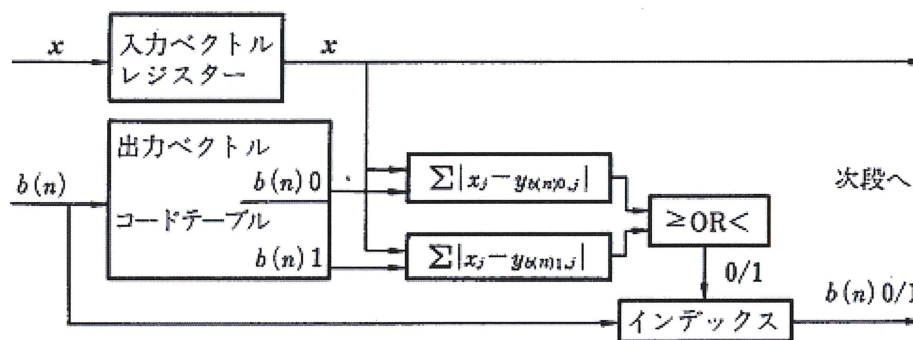 x
入力ベクトル
レジスター
x
出力ベクトル
コードテーブル
b(n)
b(n)0
b(n)1
Σ|xj−yb(n)0,j|
Σ|xj−yb(n)1,j|
≥OR<
次段へ
0/1
インデックス
b(n)0/1